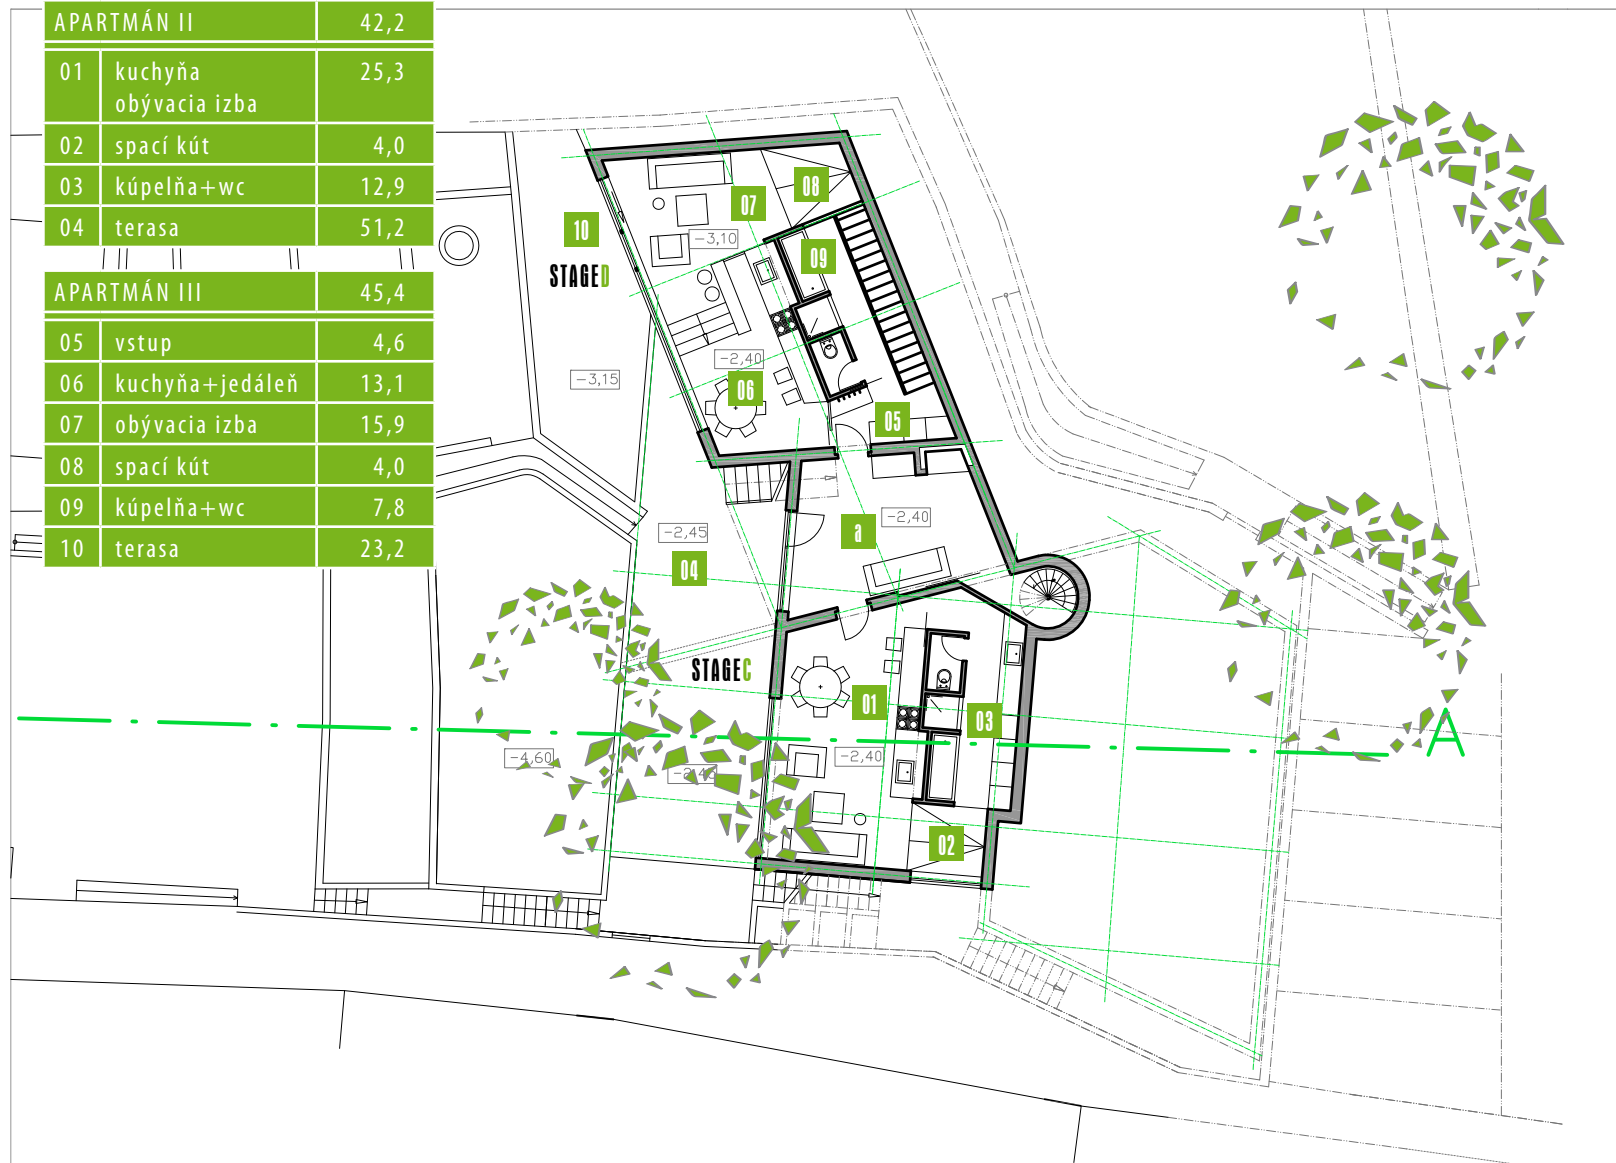 APARTMÁN II 42,2
01 kuchyňa 25,3
obývacia izba
02 spací kút 4,0
03 kúpelňa+wc 12,9
04 terasa 51,2
APARTMÁN III 45,4
05 vstup 4,6
06 kuchyňa+jedáleň 13,1
07 obývacia izba 15,9
08 spací kút 4,0
09 kúpelňa+wc 7,8
10 terasa 23,2
08
07
10
-3,10
09
STAGED
-2,40
-3,15
06
05
-2,40
a
-2,45
04
STAGEC
01
03
A
-4,60
-2,40
02